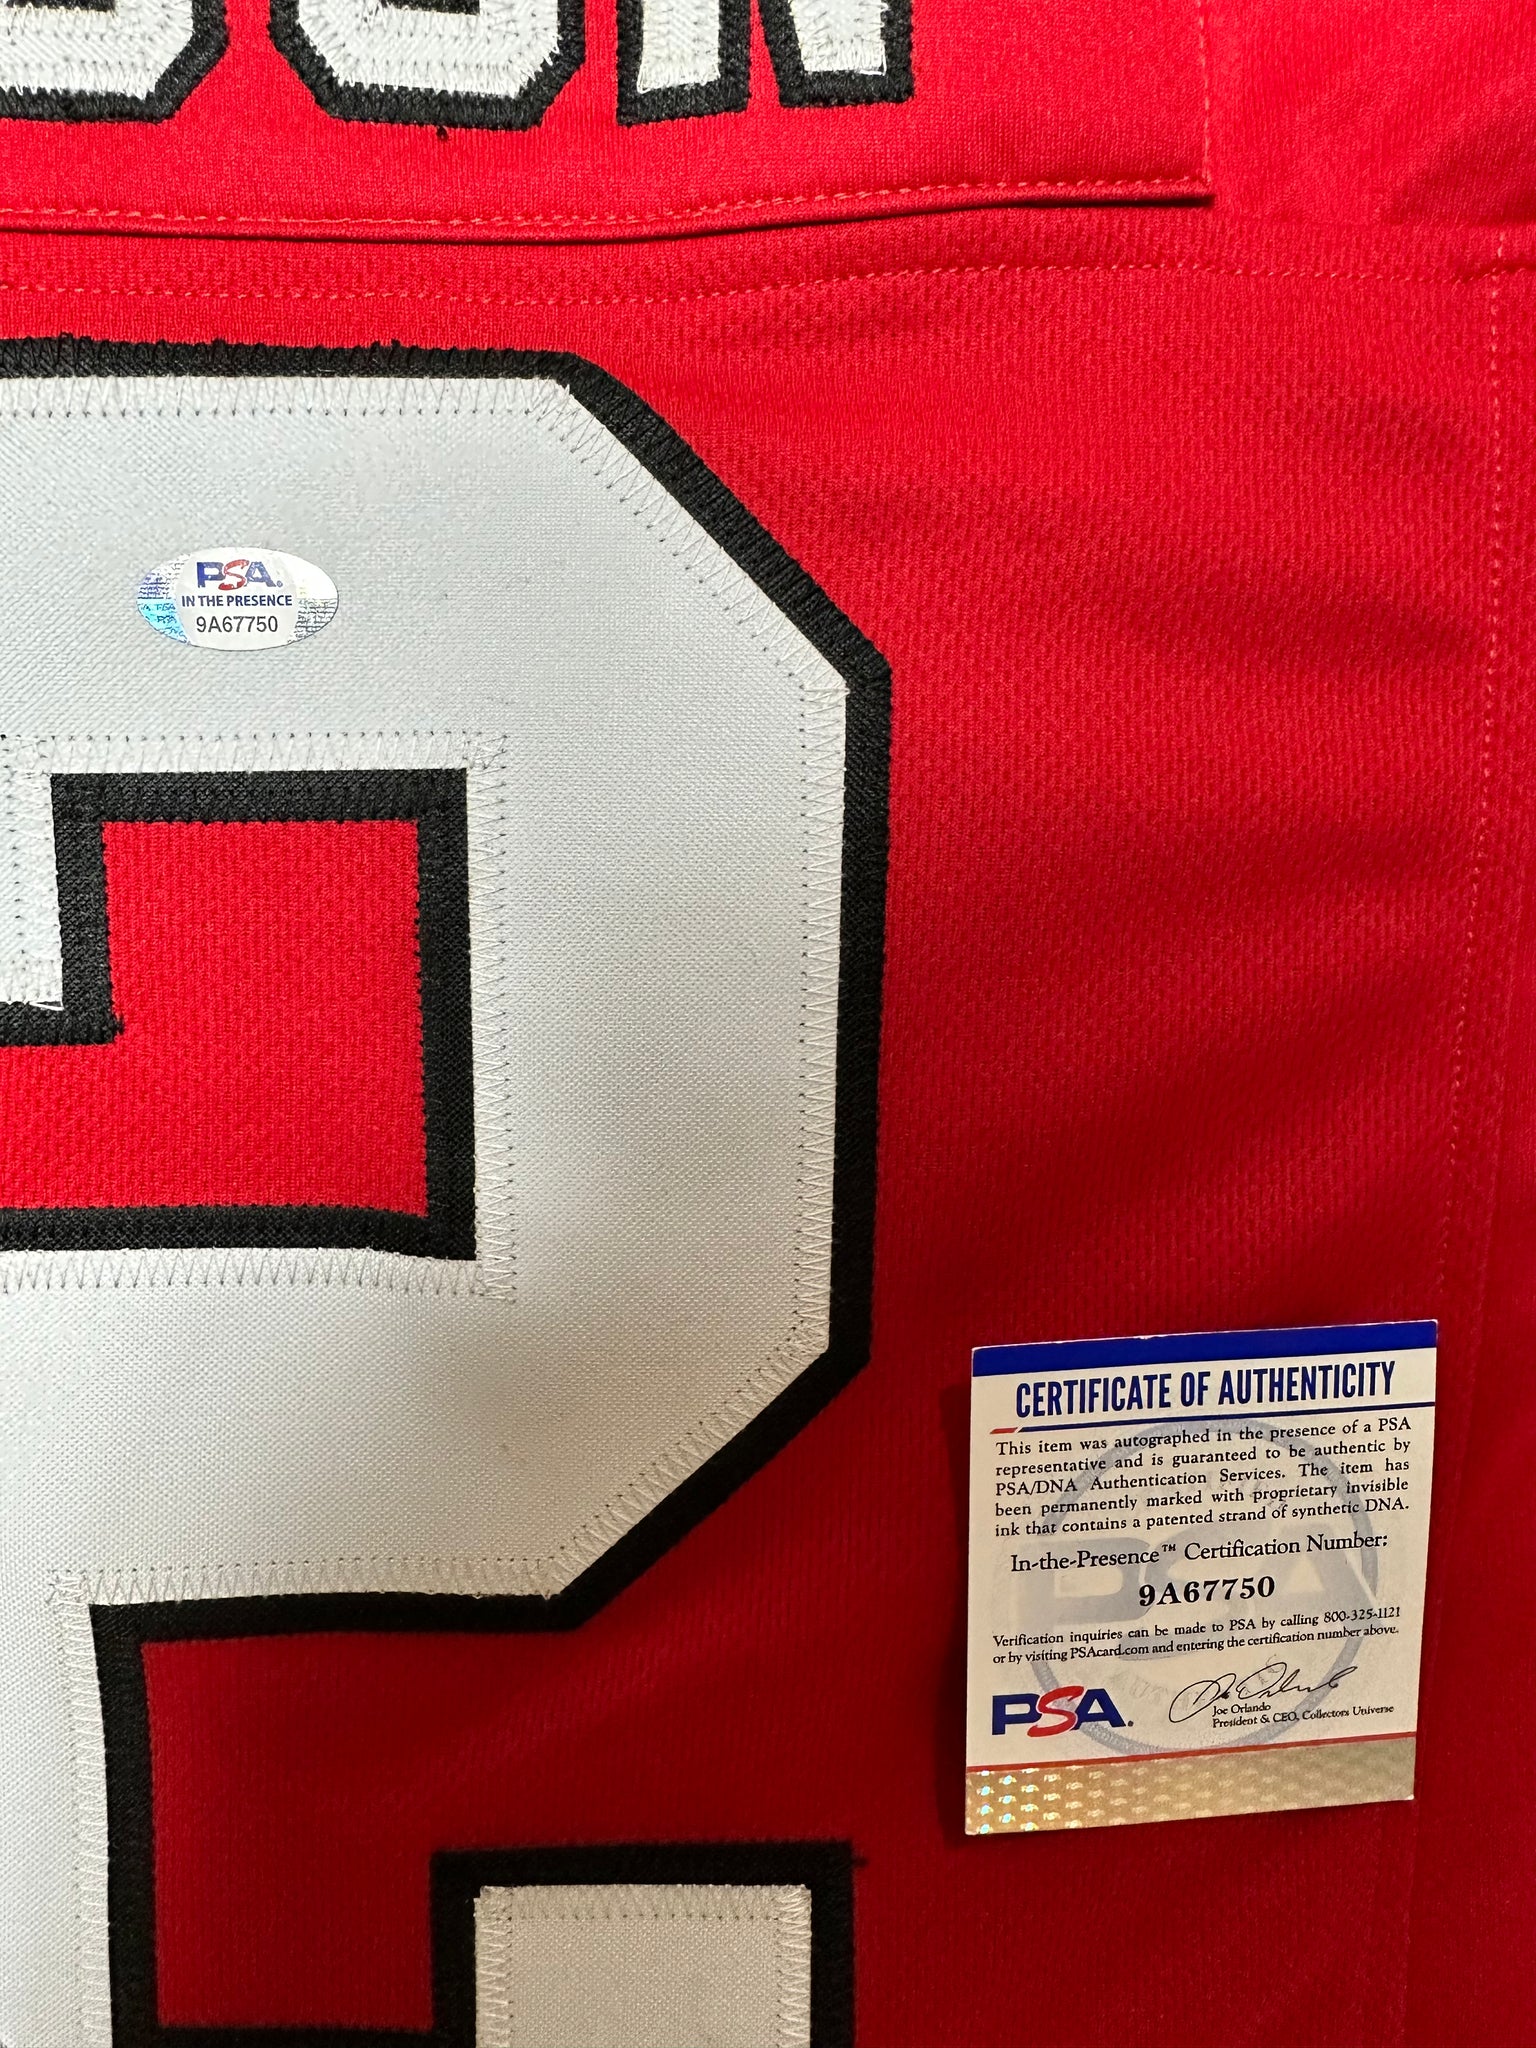 PSA.
IN THE PRESENCE
9A67750
2
CERTIFICATE OF AUTHENTICITY
This item was autographed in the presence of a PSA
representative and is guaranteed to be authentic by
PSA/DNA Authentication Services. The item has
been permanently marked with proprietary invisible
ink that contains a patented strand of synthetic DNA.
In-the-Presence™ Certification Number:
9A67750
Verification inquiries can be made to PSA by calling 800-325-1121
or by visiting PSAcard.com and entering the certification number above.
PSA.
Joe Orlando
President & CEO, Collectors Universe